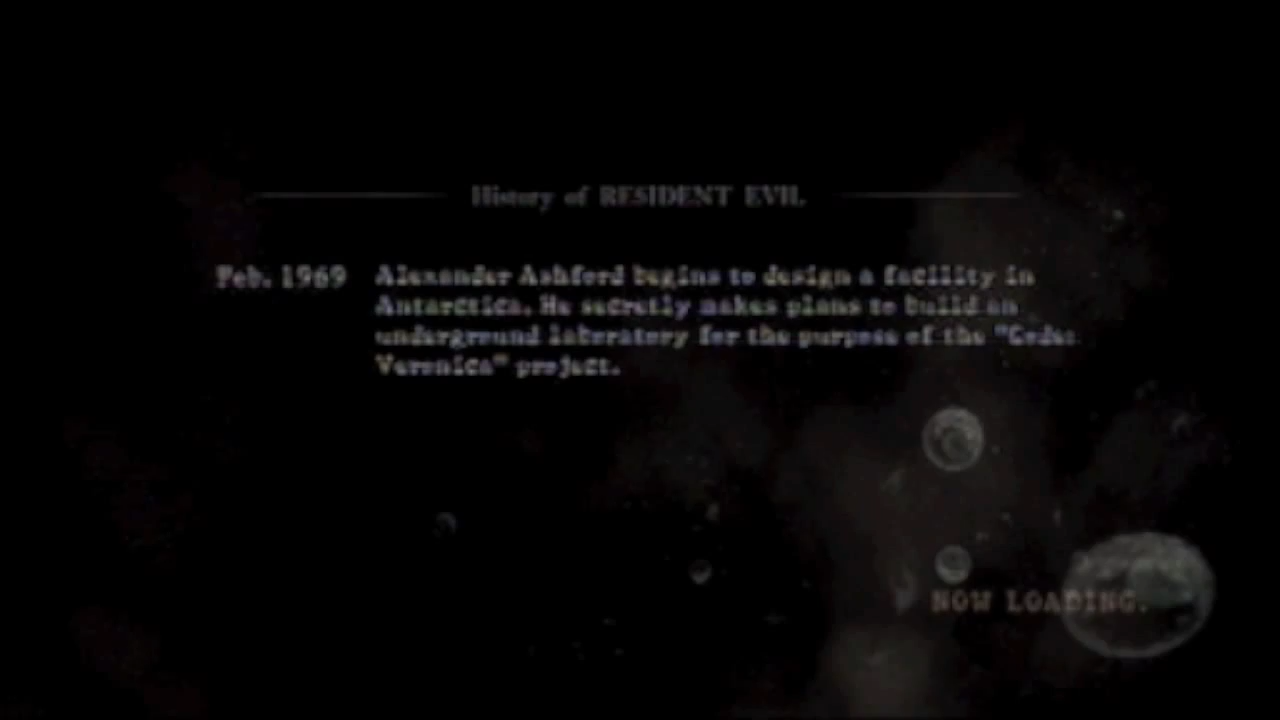 History of RESIDENT EVIL
Feb. 1969 Alexander Ashford begins to design a facility in
Antarctica. He secretly makes plans to build an
underground laboratory for the purpose of the "Code:
Veronica" project.
NOW LOADING.